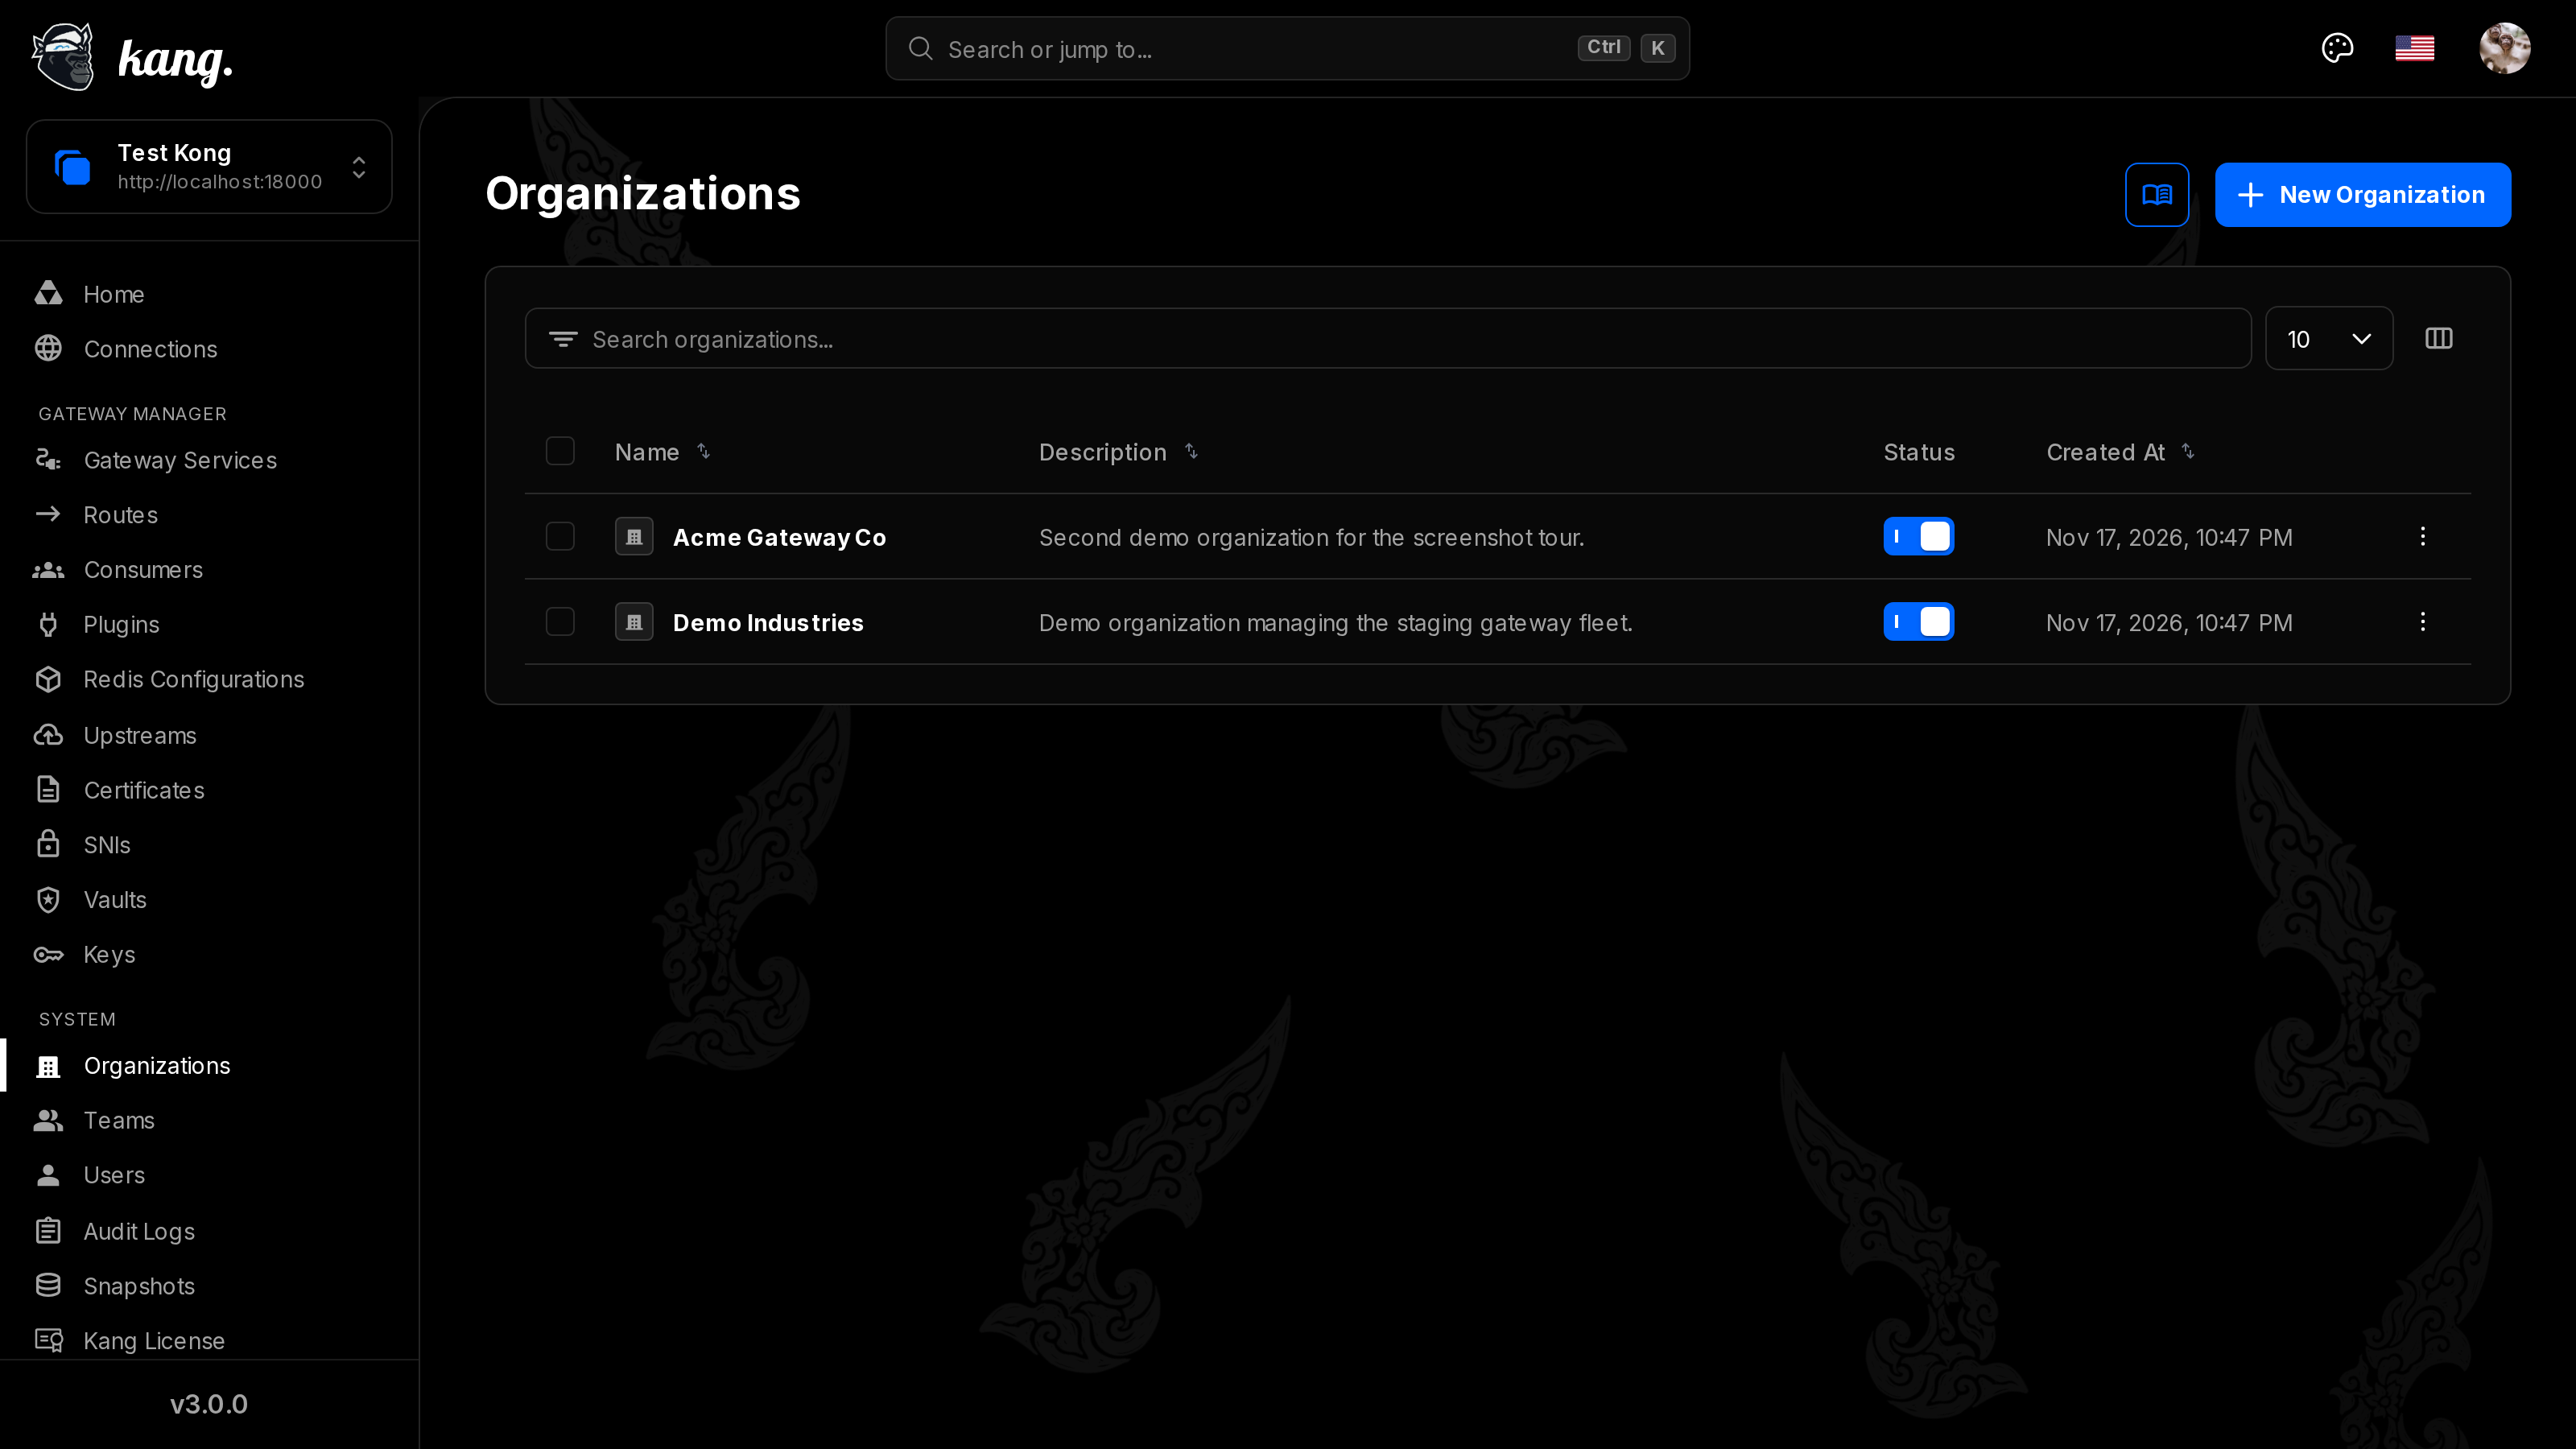 kang.
Search or jump to...
Ctrl K
Test Kong
http://localhost:18000
Home
Connections
GATEWAY MANAGER
Gateway Services
Routes
Consumers
Plugins
Redis Configurations
Upstreams
Certificates
SNIs
Vaults
Keys
SYSTEM
Organizations
Teams
Users
Audit Logs
Snapshots
Kang License
v3.0.0
Organizations
New Organization
Search organizations...
10
Name Description Status Created At
Acme Gateway Co Second demo organization for the screenshot tour. Nov 17, 2026, 10:47 PM
Demo Industries Demo organization managing the staging gateway fleet. Nov 17, 2026, 10:47 PM